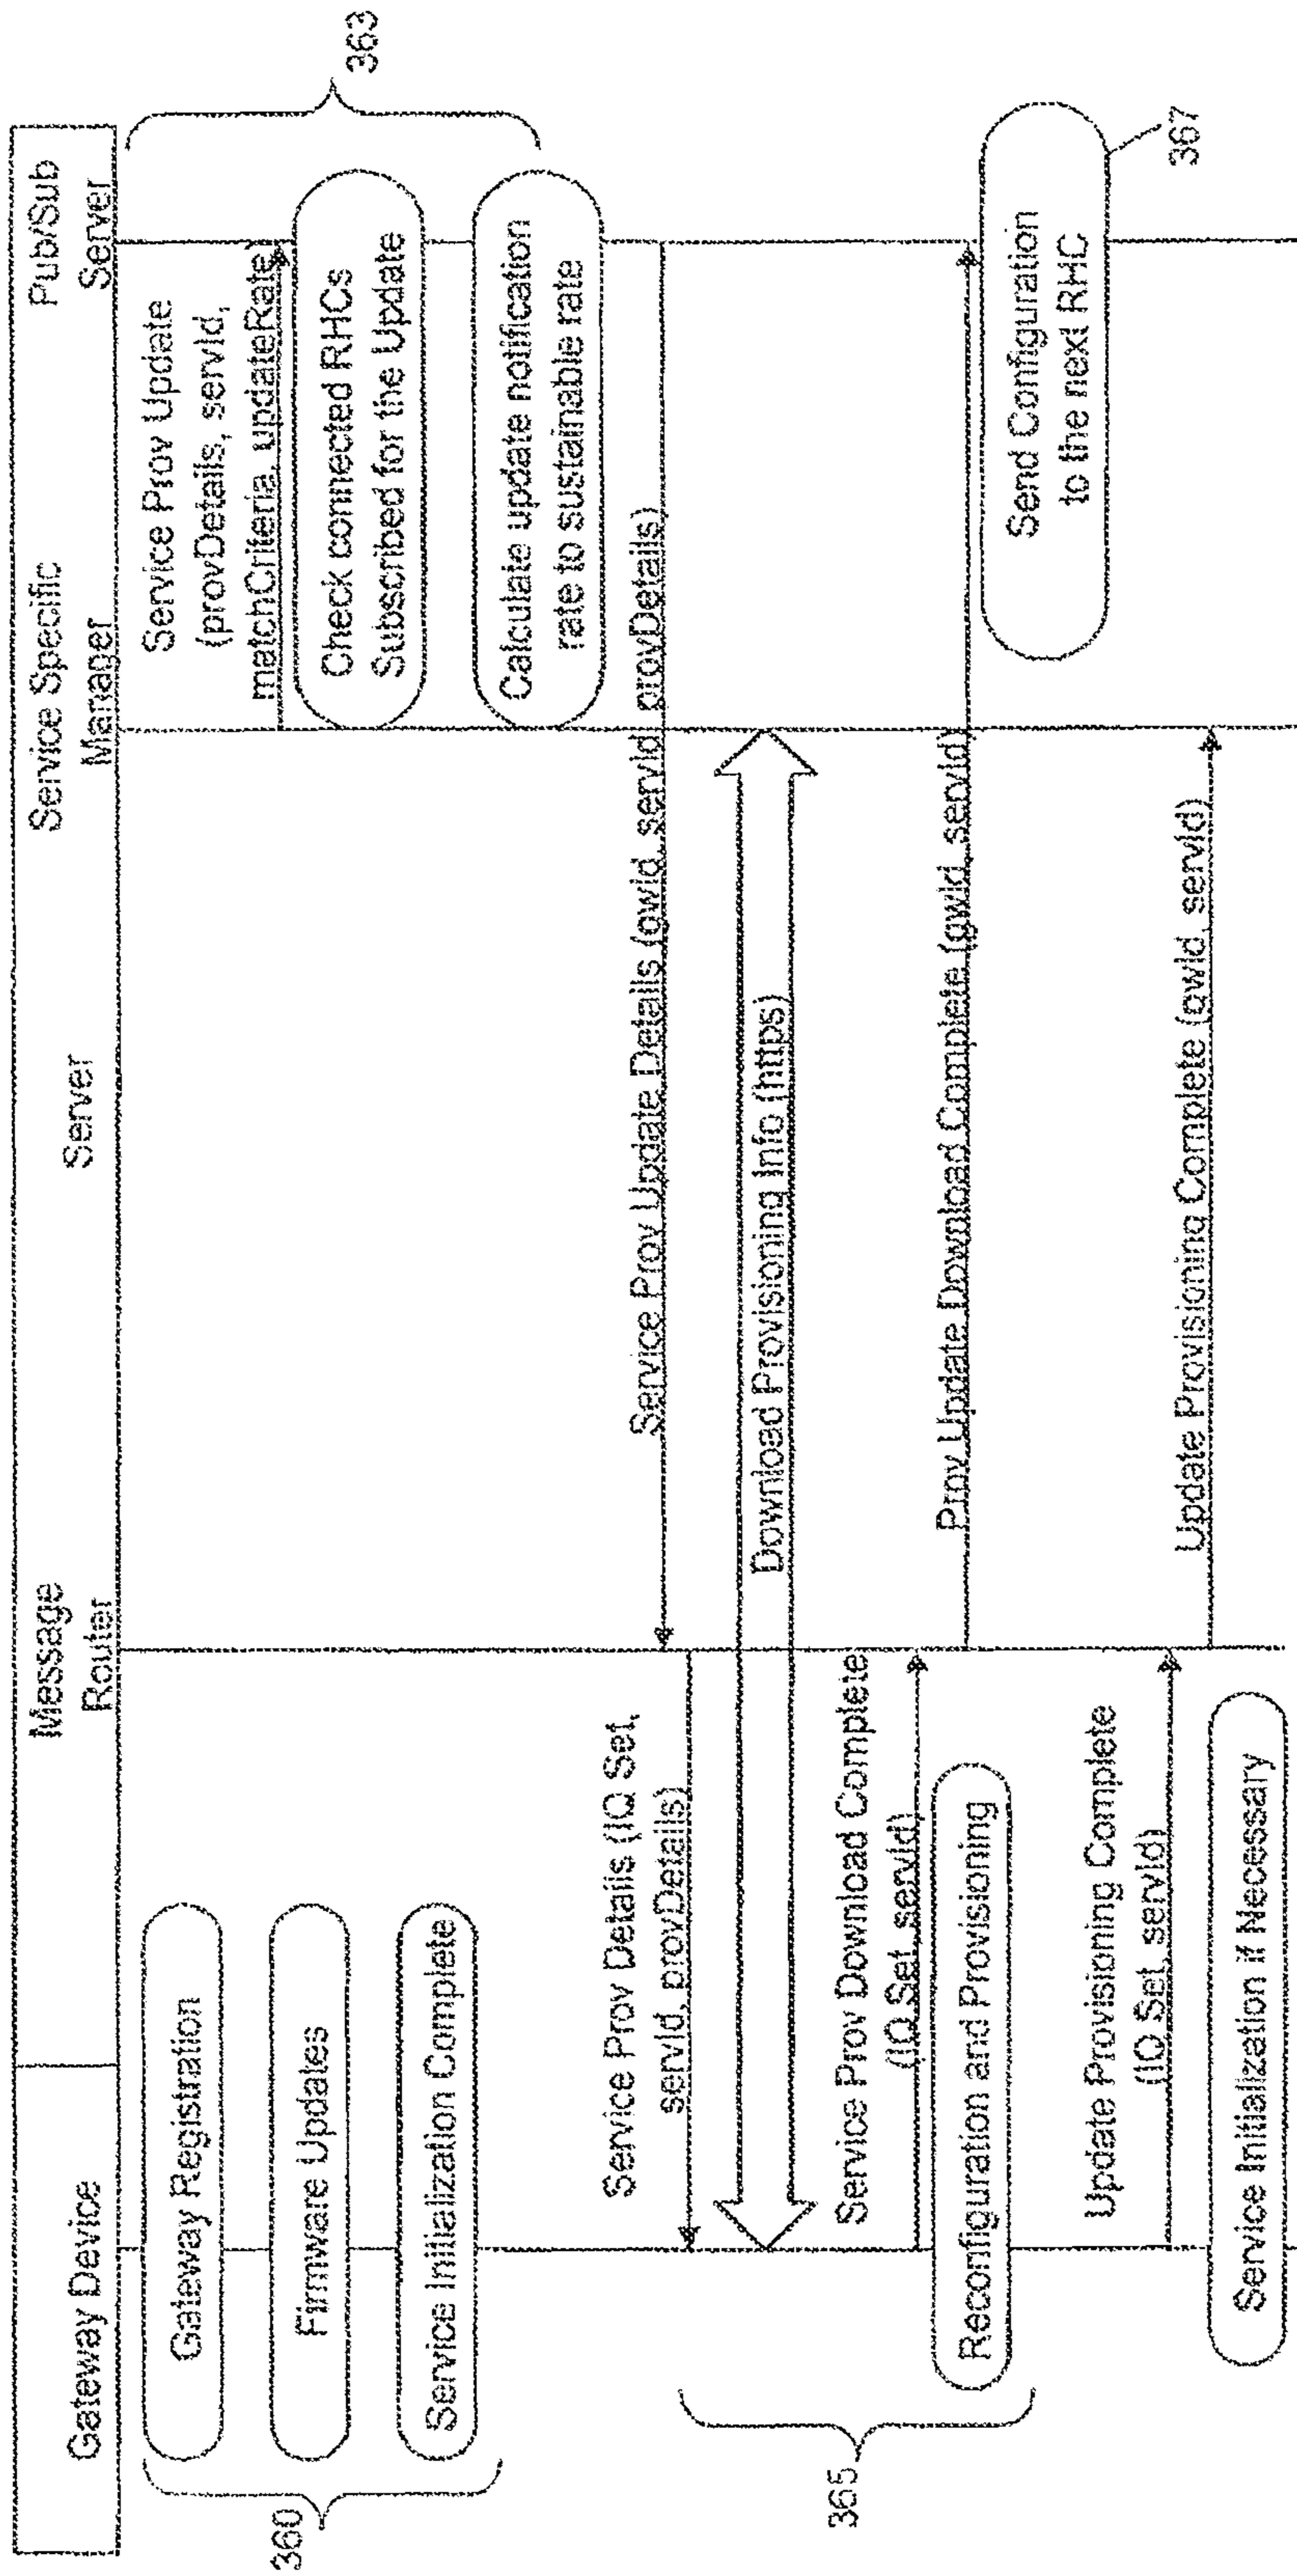 Gateway Device
Message
Router
Server
Service Specific
Manager
Pub/Sub
Server
360
Gateway Registration
Firmware Updates
Service Initialization Complete
363
Service Prov Update
(provDetails, servId,
matchCriteria, updateRate)
Check connected RHCs
Subscribed for the Update
Calculate update notification
rate to sustainable rate
Service Prov Update Details (gwId, servId, provDetails)
Service Prov Details (IQ Set,
servId, provDetails)
Download Provisioning Info (https)
365
Service Prov Download Complete
(IQ Set, servId)
Prov Update Download Complete (gwId, servId)
Reconfiguration and Provisioning
Send Configuration
to the next RHC
367
Update Provisioning Complete
(IQ Set, servId)
Update Provisioning Complete (gwId, servId)
Service Initialization if Necessary